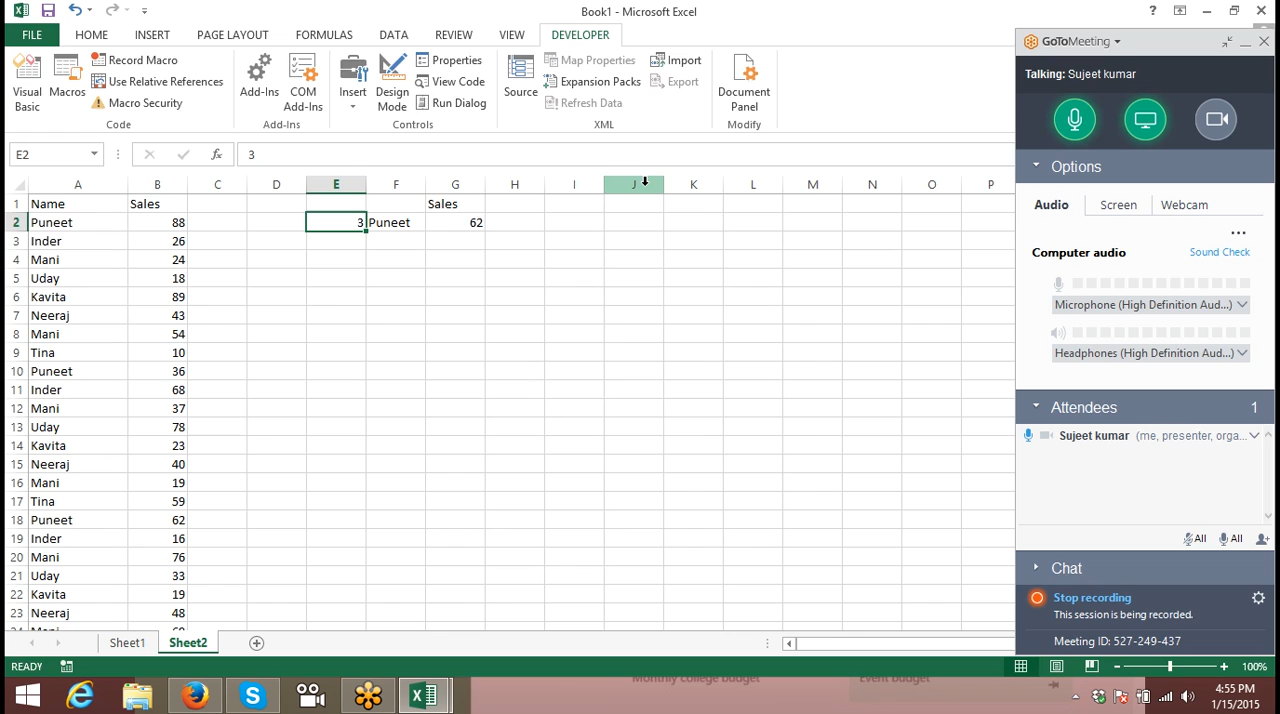 Book1 - Microsoft Excel
FILE HOME INSERT PAGE LAYOUT FORMULAS DATA REVIEW VIEW DEVELOPER
Visual Basic
Macros
Record Macro
Use Relative References
Macro Security
Code
Add-Ins
COM Add-Ins
Add-Ins
Insert
Design Mode
Properties
View Code
Run Dialog
Controls
Source
Map Properties
Expansion Packs
Refresh Data
Import
Export
XML
Document Panel
Modify
E2 fx 3
A B C D E F G H I J K L M N O P
1 Name Sales Sales
2 Puneet 88 3 Puneet 62
3 Inder 26
4 Mani 24
5 Uday 18
6 Kavita 89
7 Neeraj 43
8 Mani 54
9 Tina 10
10 Puneet 36
11 Inder 68
12 Mani 37
13 Uday 78
14 Kavita 23
15 Neeraj 40
16 Mani 19
17 Tina 59
18 Puneet 62
19 Inder 16
20 Mani 76
21 Uday 33
22 Kavita 19
23 Neeraj 48
Sheet1 Sheet2
READY
100%
GoToMeeting
Talking: Sujeet kumar
Options
Audio Screen Webcam
Computer audio Sound Check
Microphone (High Definition Aud...)
Headphones (High Definition Aud...)
Attendees 1
Sujeet kumar (me, presenter, orga...
All All
Chat
Stop recording
This session is being recorded.
Meeting ID: 527-249-437
Monthly college budget
Event budget
4:55 PM
1/15/2015